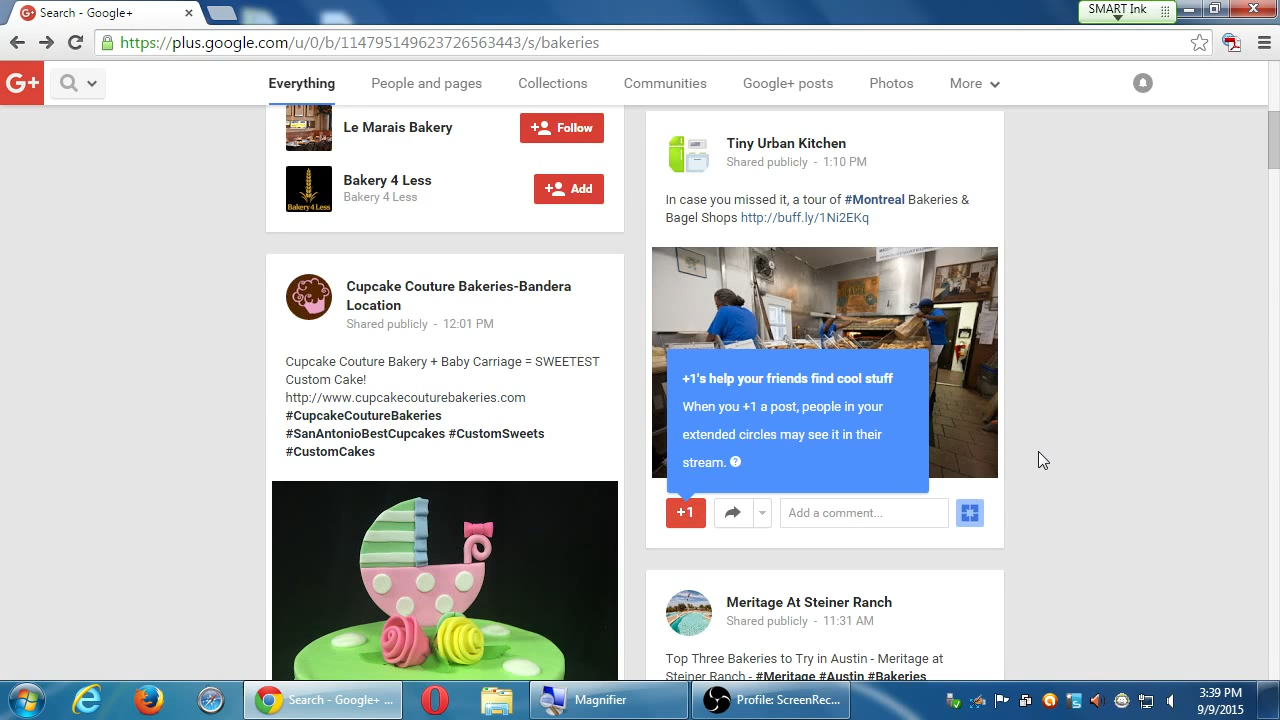 Search - Google+
SMART Ink
https://plus.google.com/u/0/b/114795149623726563443/s/bakeries
G+
Everything
People and pages
Collections
Communities
Google+ posts
Photos
More
Le Marais Bakery
Follow
Bakery 4 Less
Bakery 4 Less
Add
Bakery 4 Less
Cupcake Couture Bakeries-Bandera
Location
Shared publicly - 12:01 PM
Cupcake Couture Bakery + Baby Carriage = SWEETEST
Custom Cake!
http://www.cupcakecouturebakeries.com
#CupcakeCoutureBakeries
#SanAntonioBestCupcakes #CustomSweets
#CustomCakes
Tiny Urban Kitchen
Shared publicly - 1:10 PM
In case you missed it, a tour of #Montreal Bakeries &
Bagel Shops http://buff.ly/1Ni2EKq
+1's help your friends find cool stuff
When you +1 a post, people in your
extended circles may see it in their
stream.
+1
Add a comment...
Meritage At Steiner Ranch
Shared publicly - 11:31 AM
Top Three Bakeries to Try in Austin - Meritage at
Steiner Ranch - #Meritage #Austin #Bakeries
Search - Google+ ...
Magnifier
Profile: ScreenRec...
3:39 PM
9/9/2015